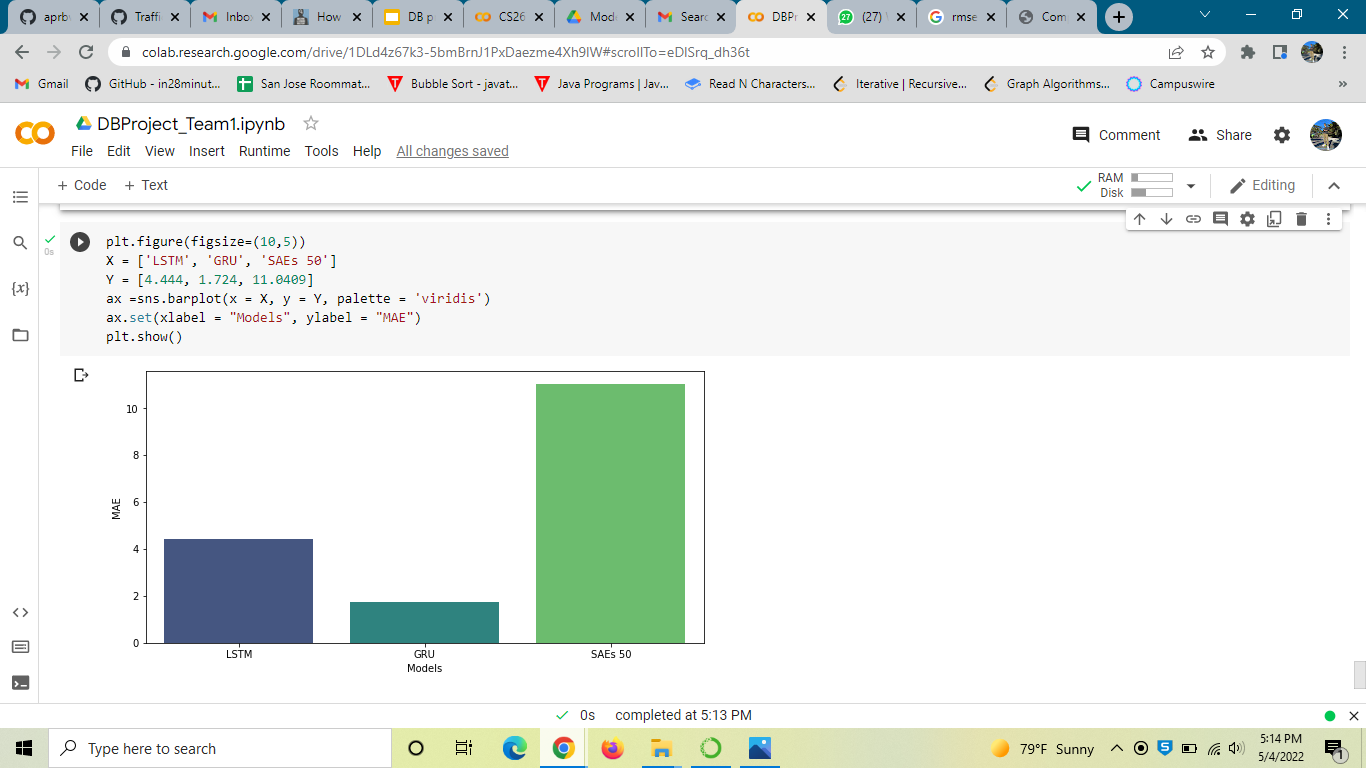 aprb
Traffi
Inbo
How
DB p
CS26
Mode
Searc
DBPr
(27)
rmse
Com
colab.research.google.com/drive/1DLd4z67k3-5bmBrnJ1PxDaezme4Xh9lW#scrollTo=eDlSrq_dh36t
Gmail
GitHub - in28minut...
San Jose Roommat...
Bubble Sort - javat...
Java Programs | Jav...
Read N Characters...
Iterative | Recursive...
Graph Algorithms...
Campuswire
»
DBProject_Team1.ipynb
Comment
Share
File Edit View Insert Runtime Tools Help All changes saved
+ Code + Text
RAM
Disk
Editing
0s
plt.figure(figsize=(10,5))
X = ['LSTM', 'GRU', 'SAEs 50']
Y = [4.444, 1.724, 11.0409]
ax =sns.barplot(x = X, y = Y, palette = 'viridis')
ax.set(xlabel = "Models", ylabel = "MAE")
plt.show()
{x}
10
8
6
4
2
0
MAE
LSTM GRU SAEs 50
Models
0s completed at 5:13 PM
Type here to search
79°F Sunny
5:14 PM
5/4/2022
1